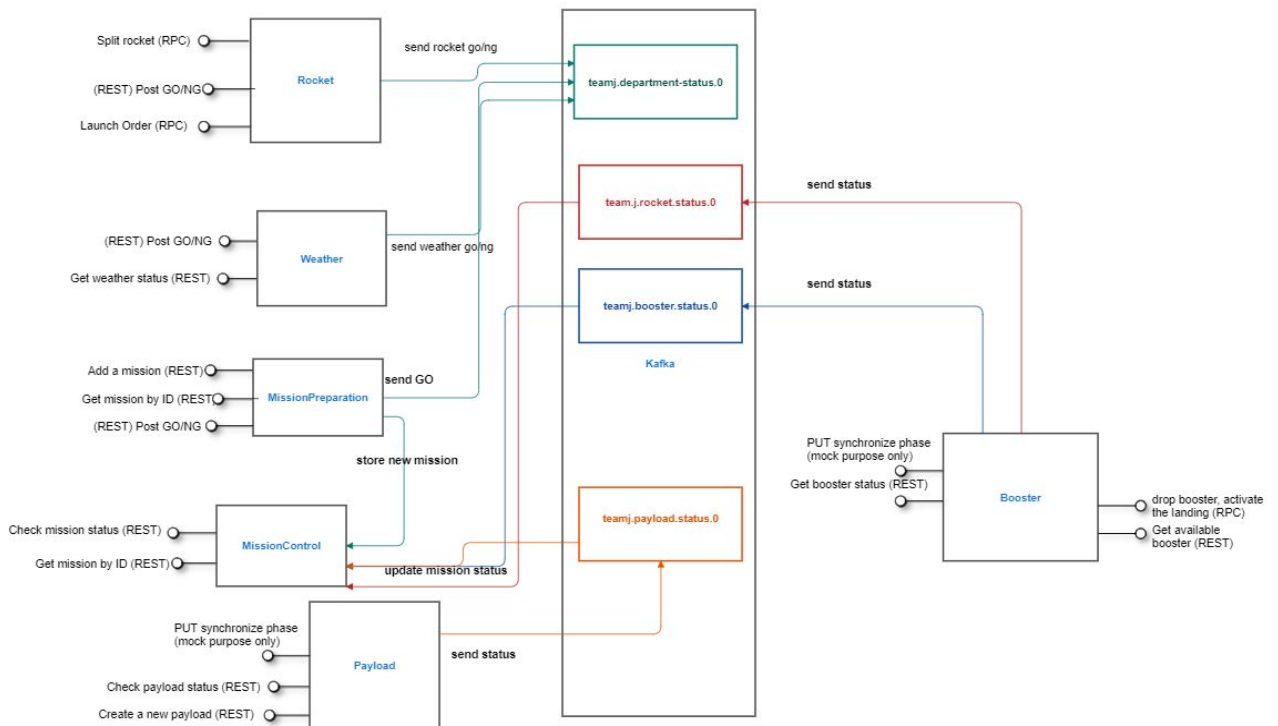 Split rocket (RPC)
(REST) Post GO/NG
Launch Order (RPC)
Rocket
send rocket go/ng
teamj.department-status.0
(REST) Post GO/NG
Get weather status (REST)
Weather
send weather go/ng
team.j.rocket.status.0
send status
teamj.booster.status.0
send status
Kafka
Add a mission (REST)
Get mission by ID (REST)
(REST) Post GO/NG
MissionPreparation
send GO
store new mission
PUT synchronize phase
(mock purpose only)
Get booster status (REST)
Booster
drop booster, activate
the landing (RPC)
Get available
booster (REST)
Check mission status (REST)
Get mission by ID (REST)
MissionControl
update mission status
teamj.payload.status.0
PUT synchronize phase
(mock purpose only)
Check payload status (REST)
Create a new payload (REST)
Payload
send status